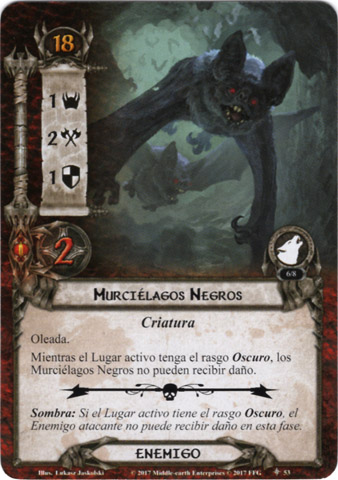 18
1
2
1
2
6/8
Murciélagos Negros
Criatura
Oleada.
Mientras el Lugar activo tenga el rasgo Oscuro, los
Murciélagos Negros no pueden recibir daño.
Sombra: Si el Lugar activo tiene el rasgo Oscuro, el
Enemigo atacante no puede recibir daño en esta fase.
ENEMIGO
Illus. Lukasz Jaskolski © 2017 Middle-earth Enterprises © 2017 FFG 53